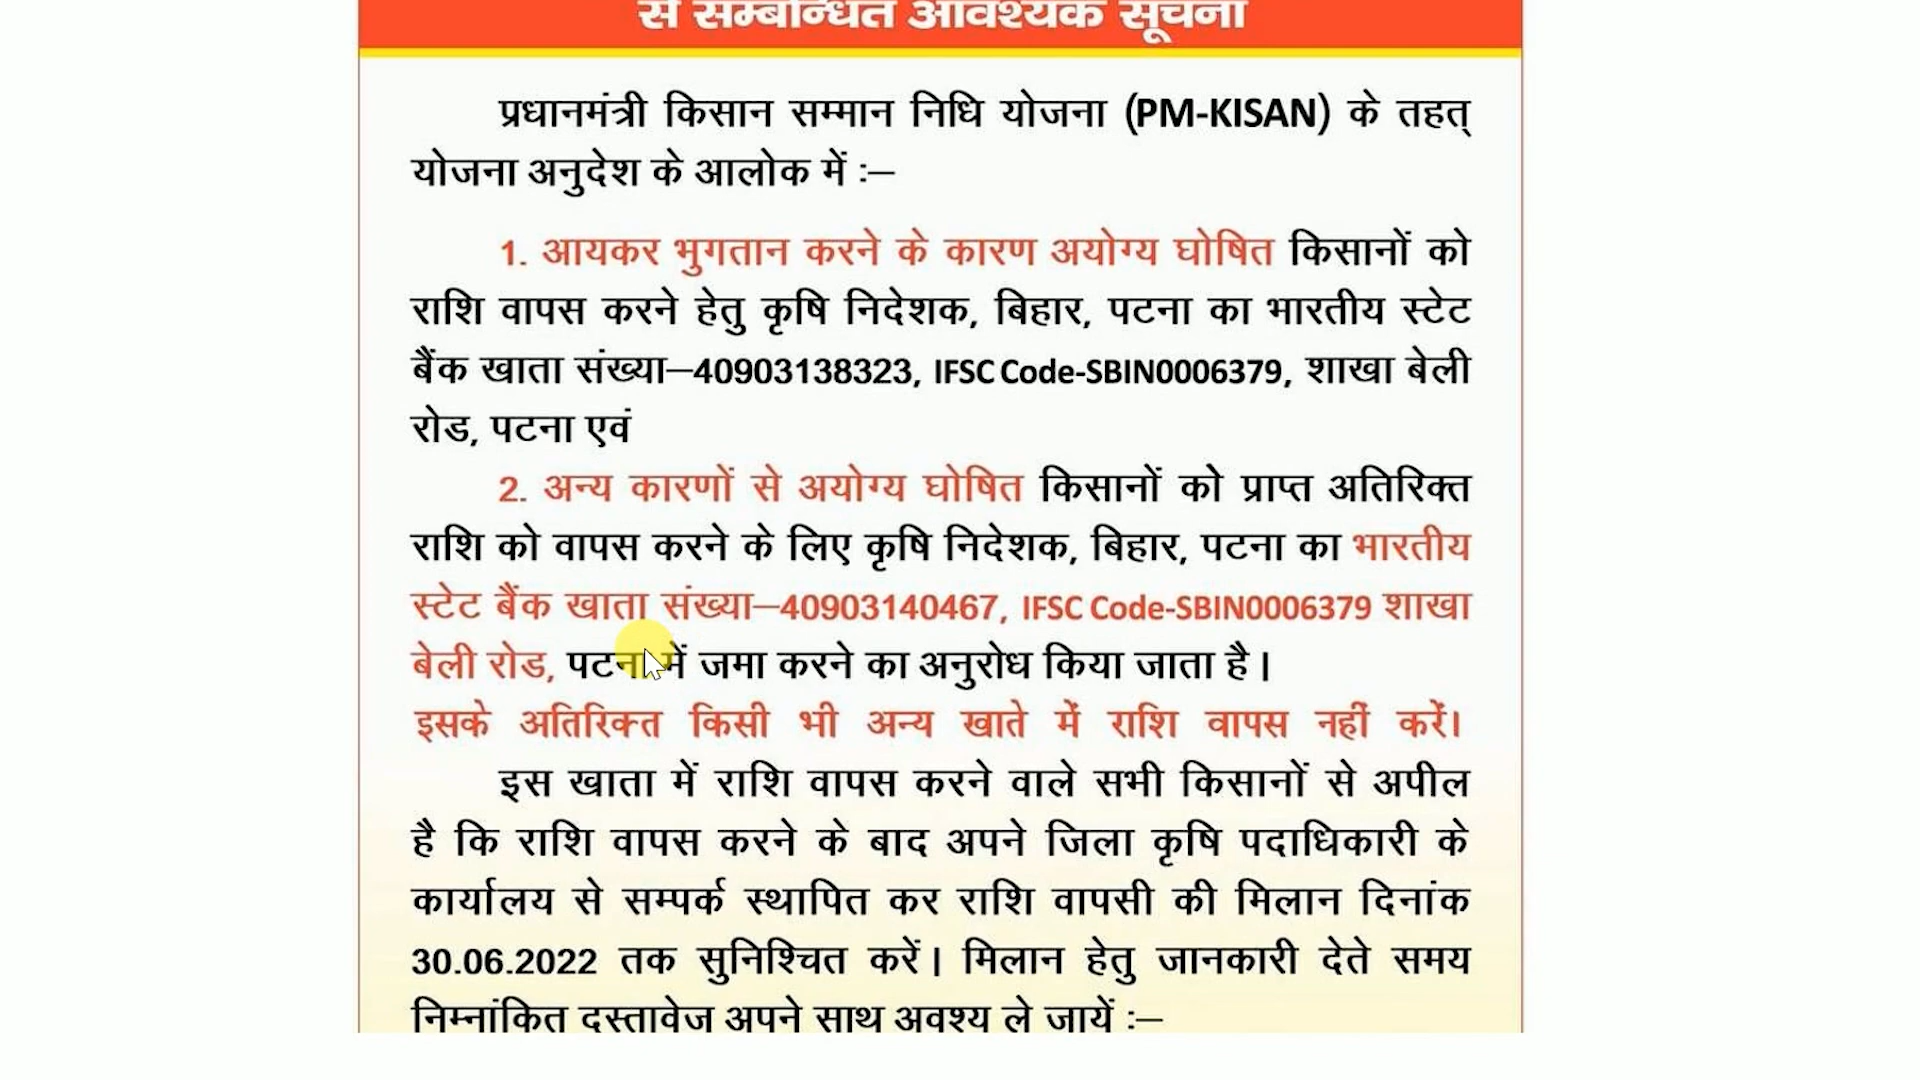 से सम्बन्धित आवश्यक सूचना
प्रधानमंत्री किसान सम्मान निधि योजना (PM-KISAN) के तहत्
योजना अनुदेश के आलोक में :–
1. आयकर भुगतान करने के कारण अयोग्य घोषित किसानों को
राशि वापस करने हेतु कृषि निदेशक, बिहार, पटना का भारतीय स्टेट
बैंक खाता संख्या–40903138323, IFSC Code-SBIN0006379, शाखा बेली
रोड, पटना एवं
2. अन्य कारणों से अयोग्य घोषित किसानों को प्राप्त अतिरिक्त
राशि को वापस करने के लिए कृषि निदेशक, बिहार, पटना का भारतीय
स्टेट बैंक खाता संख्या–40903140467, IFSC Code-SBIN0006379 शाखा
बेली रोड, पटना में जमा करने का अनुरोध किया जाता है।
इसके अतिरिक्त किसी भी अन्य खाते में राशि वापस नहीं करें।
इस खाता में राशि वापस करने वाले सभी किसानों से अपील
है कि राशि वापस करने के बाद अपने जिला कृषि पदाधिकारी के
कार्यालय से सम्पर्क स्थापित कर राशि वापसी की मिलान दिनांक
30.06.2022 तक सुनिश्चित करें। मिलान हेतु जानकारी देते समय
निम्नांकित दस्तावेज अपने साथ अवश्य ले जायें :–